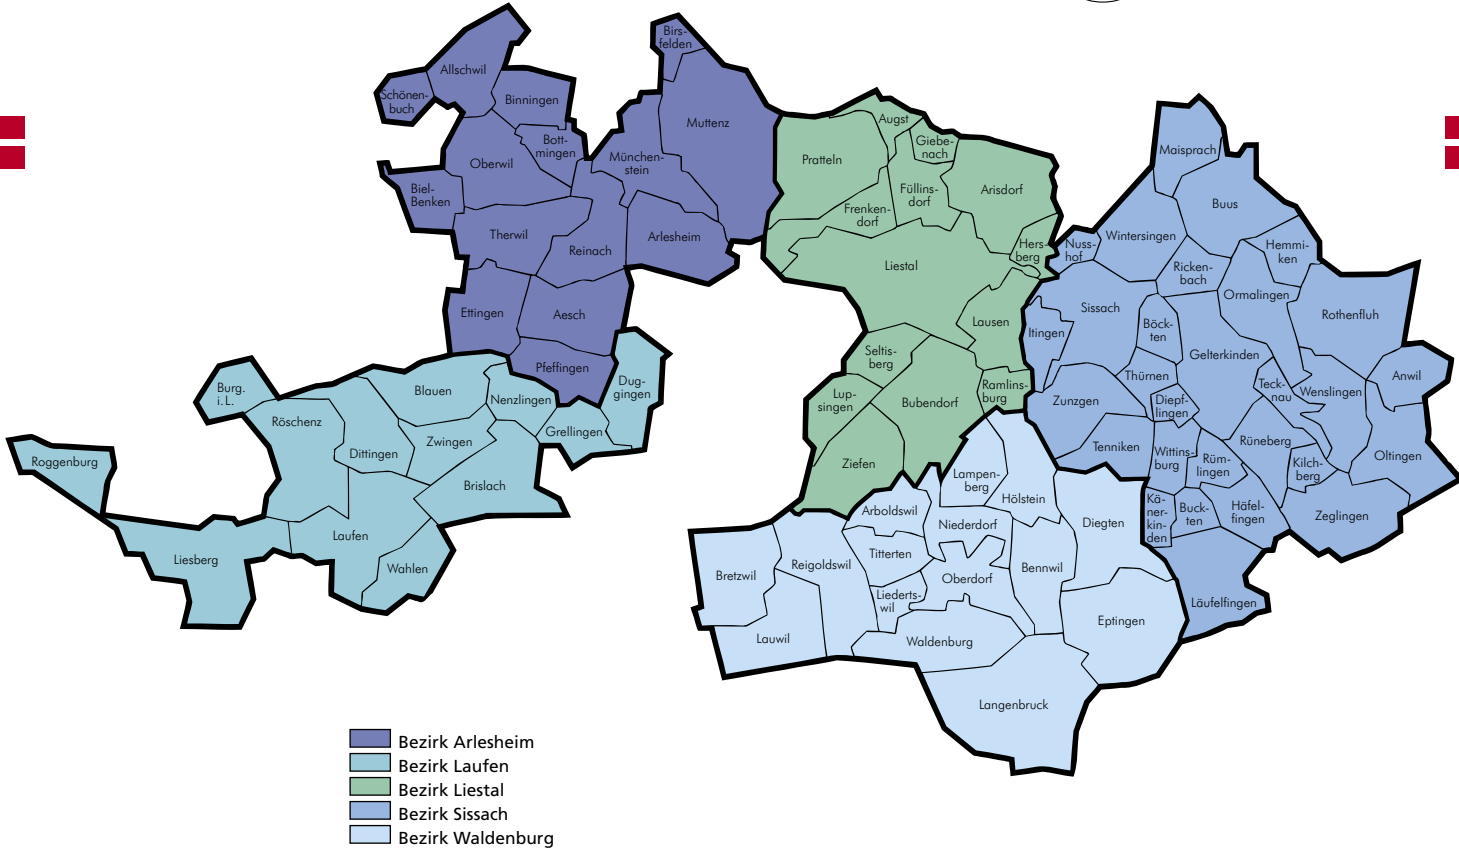 Birs-
felden
Allschwil
Schönen-
buch
Binningen
Muttenz
Bott-
mingen
Oberwil
München-
stein
Biel-
Benken
Therwil
Reinach
Arlesheim
Ettingen
Aesch
Pfeffingen
Augst
Giebe-
nach
Pratteln
Füllins-
dorf
Arisdorf
Frenken-
dorf
Hers-
berg
Liestal
Lausen
Seltis-
berg
Lup-
singen
Bubendorf
Ramlins-
burg
Ziefen
Maisprach
Buus
Nuss-
hof
Wintersingen
Hemmi-
ken
Ricken-
bach
Ormalingen
Sissach
Rothenfluh
Itingen
Böck-
ten
Gelterkinden
Thürnen
Teck-
nau
Wenslingen
Anwil
Zunzgen
Diepf-
lingen
Tenniken
Rüneberg
Oltingen
Wittins-
burg
Rüm-
lingen
Kilch-
berg
Kä-
ner-
kin-
den
Buck-
ten
Häfel-
fingen
Zeglingen
Läufelfingen
Burg.
i. L.
Röschenz
Blauen
Nenzlingen
Dug-
gingen
Grellingen
Zwingen
Dittingen
Roggenburg
Brislach
Laufen
Liesberg
Wahlen
Lampen-
berg
Hölstein
Arboldswil
Niederdorf
Diegten
Titterten
Reigoldswil
Bretzwil
Oberdorf
Bennwil
Liederts-
wil
Lauwil
Waldenburg
Eptingen
Langenbruck
Bezirk Arlesheim
Bezirk Laufen
Bezirk Liestal
Bezirk Sissach
Bezirk Waldenburg